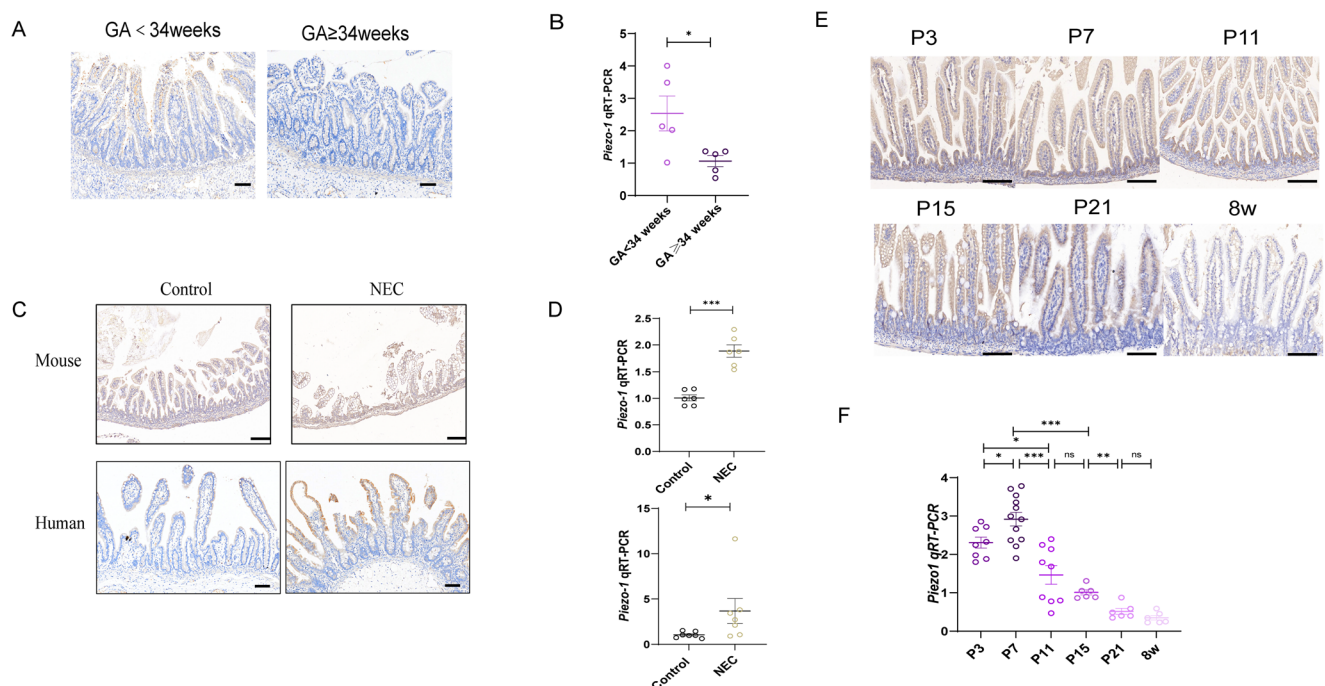 A
GA < 34weeks
GA≥34weeks
B
*
Piezo-1 qRT-PCR
5
4
3
2
1
0
GA<34 weeks
GA≥34 weeks
C
Control
NEC
Mouse
Human
D
***
Piezo-1 qRT-PCR
2.5
2.0
1.5
1.0
0.5
0.0
Control
NEC
*
Piezo-1 qRT-PCR
15
10
5
0
Control
NEC
E
P3
P7
P11
P15
P21
8w
F
***
*
*
***
ns
**
ns
Piezo1 qRT-PCR
4
3
2
1
0
P3
P7
P11
P15
P21
8w